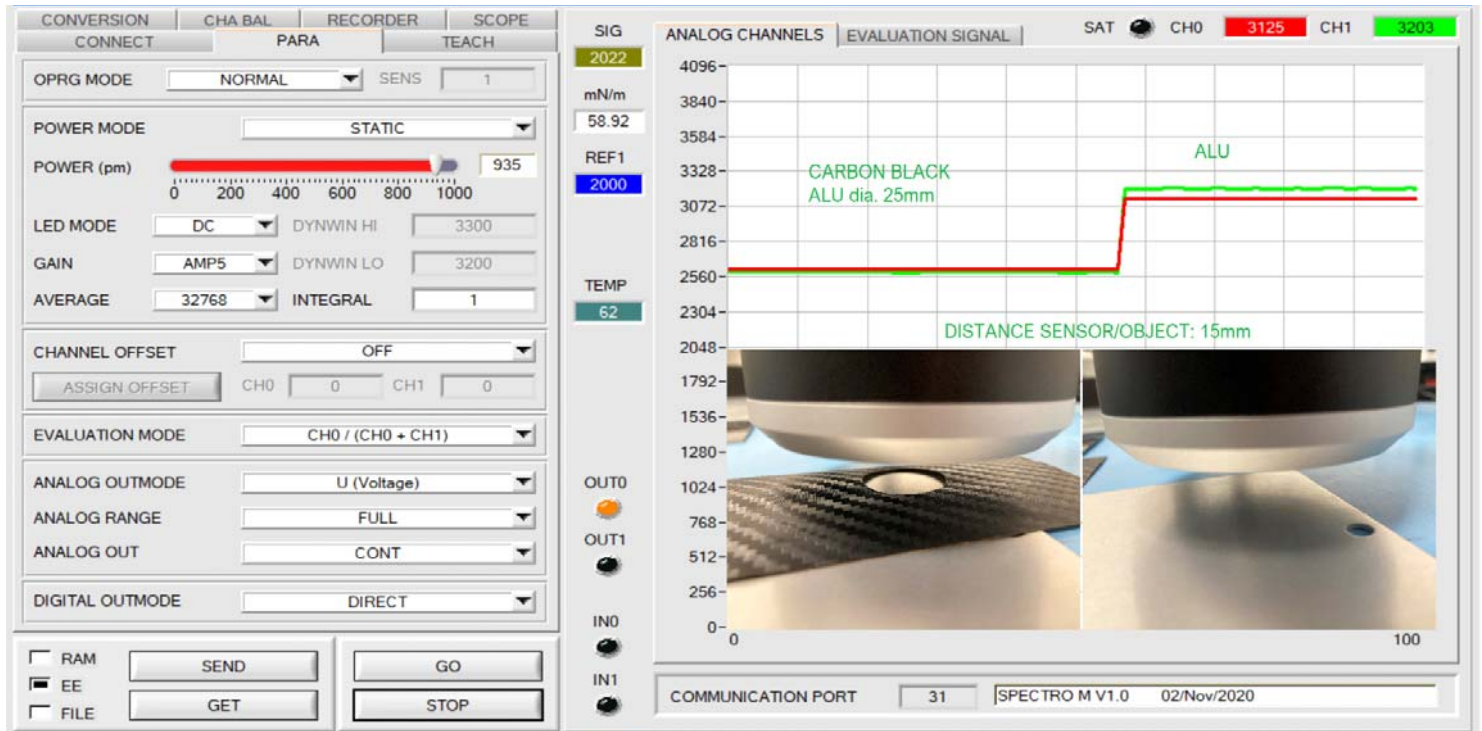 CONVERSION CHA BAL RECORDER SCOPE
CONNECT PARA TEACH
OPRG MODE NORMAL SENS 1
POWER MODE STATIC
POWER (pm) 935
0 200 400 600 800 1000
LED MODE DC DYNWIN HI 3300
GAIN AMP5 DYNWIN LO 3200
AVERAGE 32768 INTEGRAL 1
CHANNEL OFFSET OFF
ASSIGN OFFSET CH0 0 CH1 0
EVALUATION MODE CH0 / (CH0 + CH1)
ANALOG OUTMODE U (Voltage)
ANALOG RANGE FULL
ANALOG OUT CONT
DIGITAL OUTMODE DIRECT
RAM
EE
FILE
SEND
GET
GO
STOP
SIG
2022
mN/m
58.92
REF1
2000
TEMP
62
OUT0
OUT1
IN0
IN1
ANALOG CHANNELS EVALUATION SIGNAL SAT CH0 3125 CH1 3203
4096
3840
3584
3328
3072
2816
2560
2304
2048
1792
1536
1280
1024
768
512
256
0
0 100
CARBON BLACK
ALU dia. 25mm
ALU
DISTANCE SENSOR/OBJECT: 15mm
COMMUNICATION PORT 31 SPECTRO M V1.0 02/Nov/2020